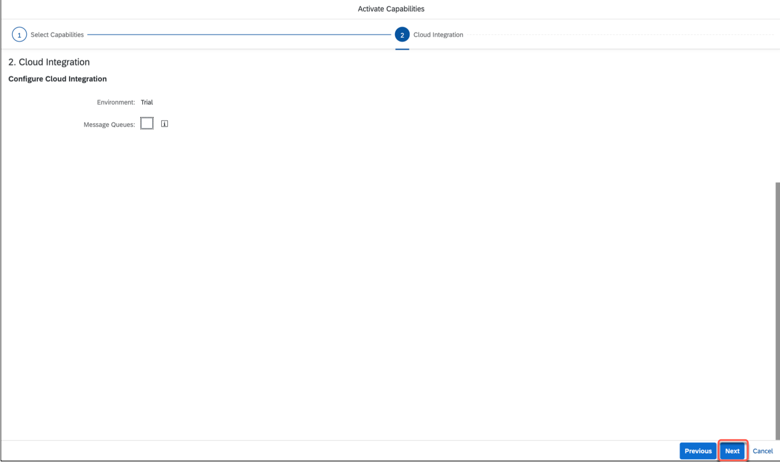 Activate Capabilities
1 Select Capabilities 2 Cloud Integration
2. Cloud Integration
Configure Cloud Integration
Environment: Trial
Message Queues:
Previous Next Cancel